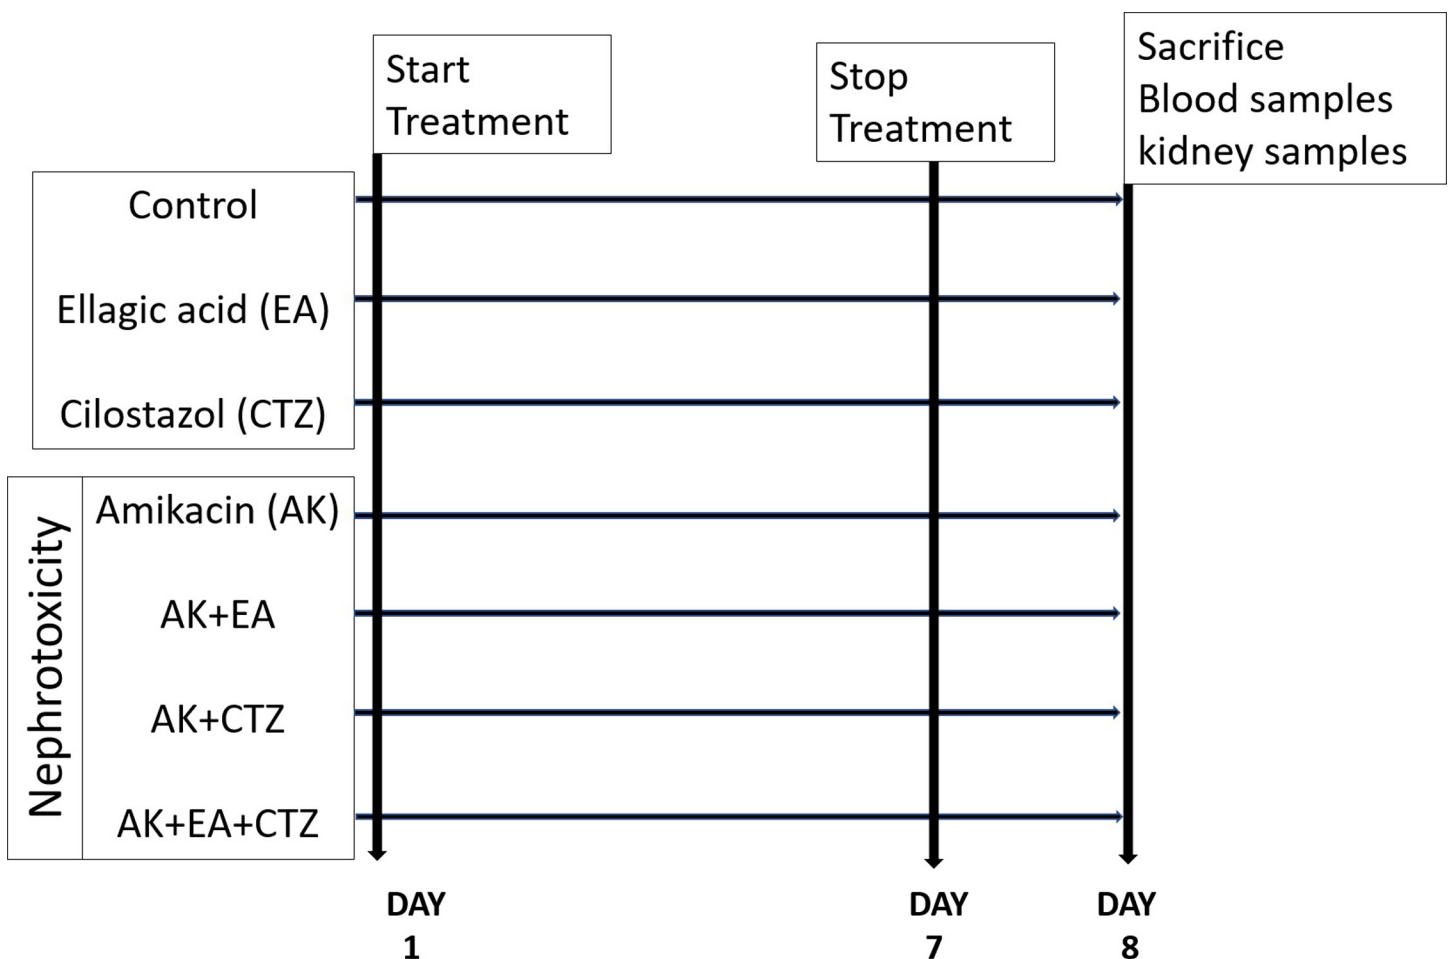 Start
Treatment
Stop
Treatment
Sacrifice
Blood samples
kidney samples
Control
Ellagic acid (EA)
Cilostazol (CTZ)
Nephrotoxicity
Amikacin (AK)
AK+EA
AK+CTZ
AK+EA+CTZ
DAY
1
DAY
7
DAY
8